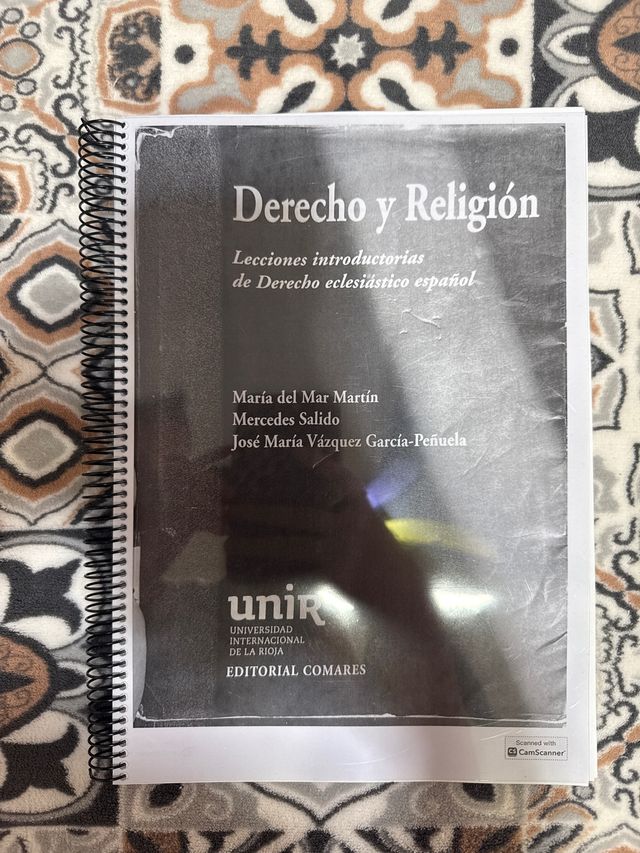 Derecho y Religión
Lecciones introductorias
de Derecho eclesiástico español
María del Mar Martín
Mercedes Salido
José María Vázquez García-Peñuela
uniR
UNIVERSIDAD
INTERNACIONAL
DE LA RIOJA
EDITORIAL COMARES
Scanned with
CS CamScanner